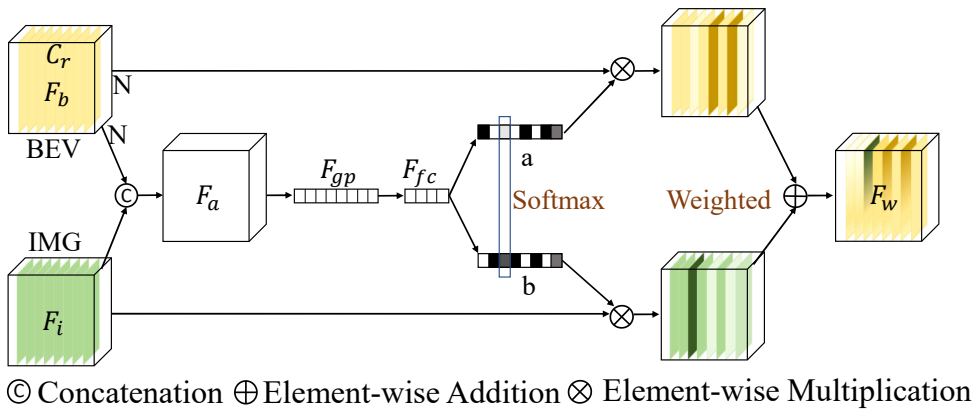 C_r
F_b
N
BEV
N
©
F_a
F_gp
F_fc
a
Softmax
Weighted
F_w
IMG
F_i
b
© Concatenation ⊕ Element-wise Addition ⊗ Element-wise Multiplication